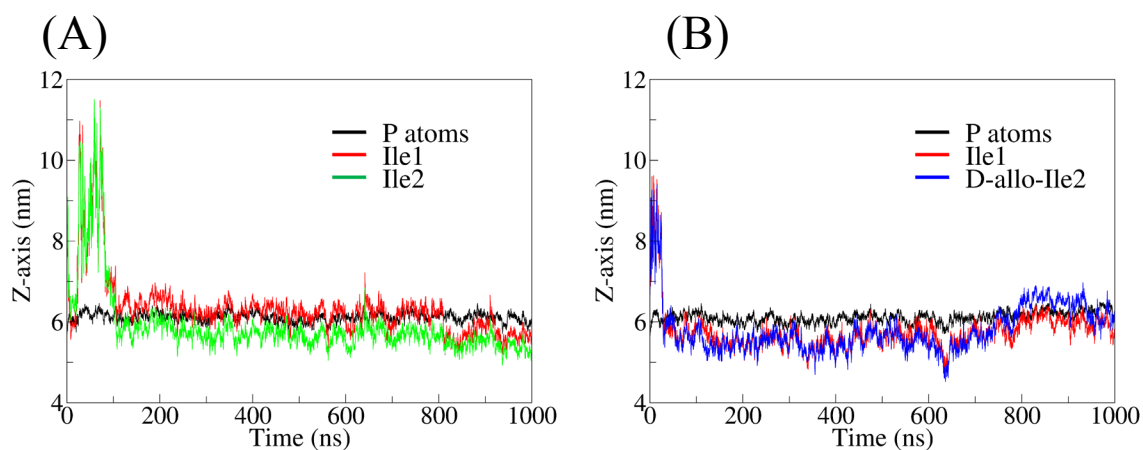 (A)
12
10
8
6
4
Z-axis (nm)
P atoms
Ile1
Ile2
0 200 400 600 800 1000
Time (ns)
(B)
12
10
8
6
4
Z-axis (nm)
P atoms
Ile1
D-allo-Ile2
0 200 400 600 800 1000
Time (ns)